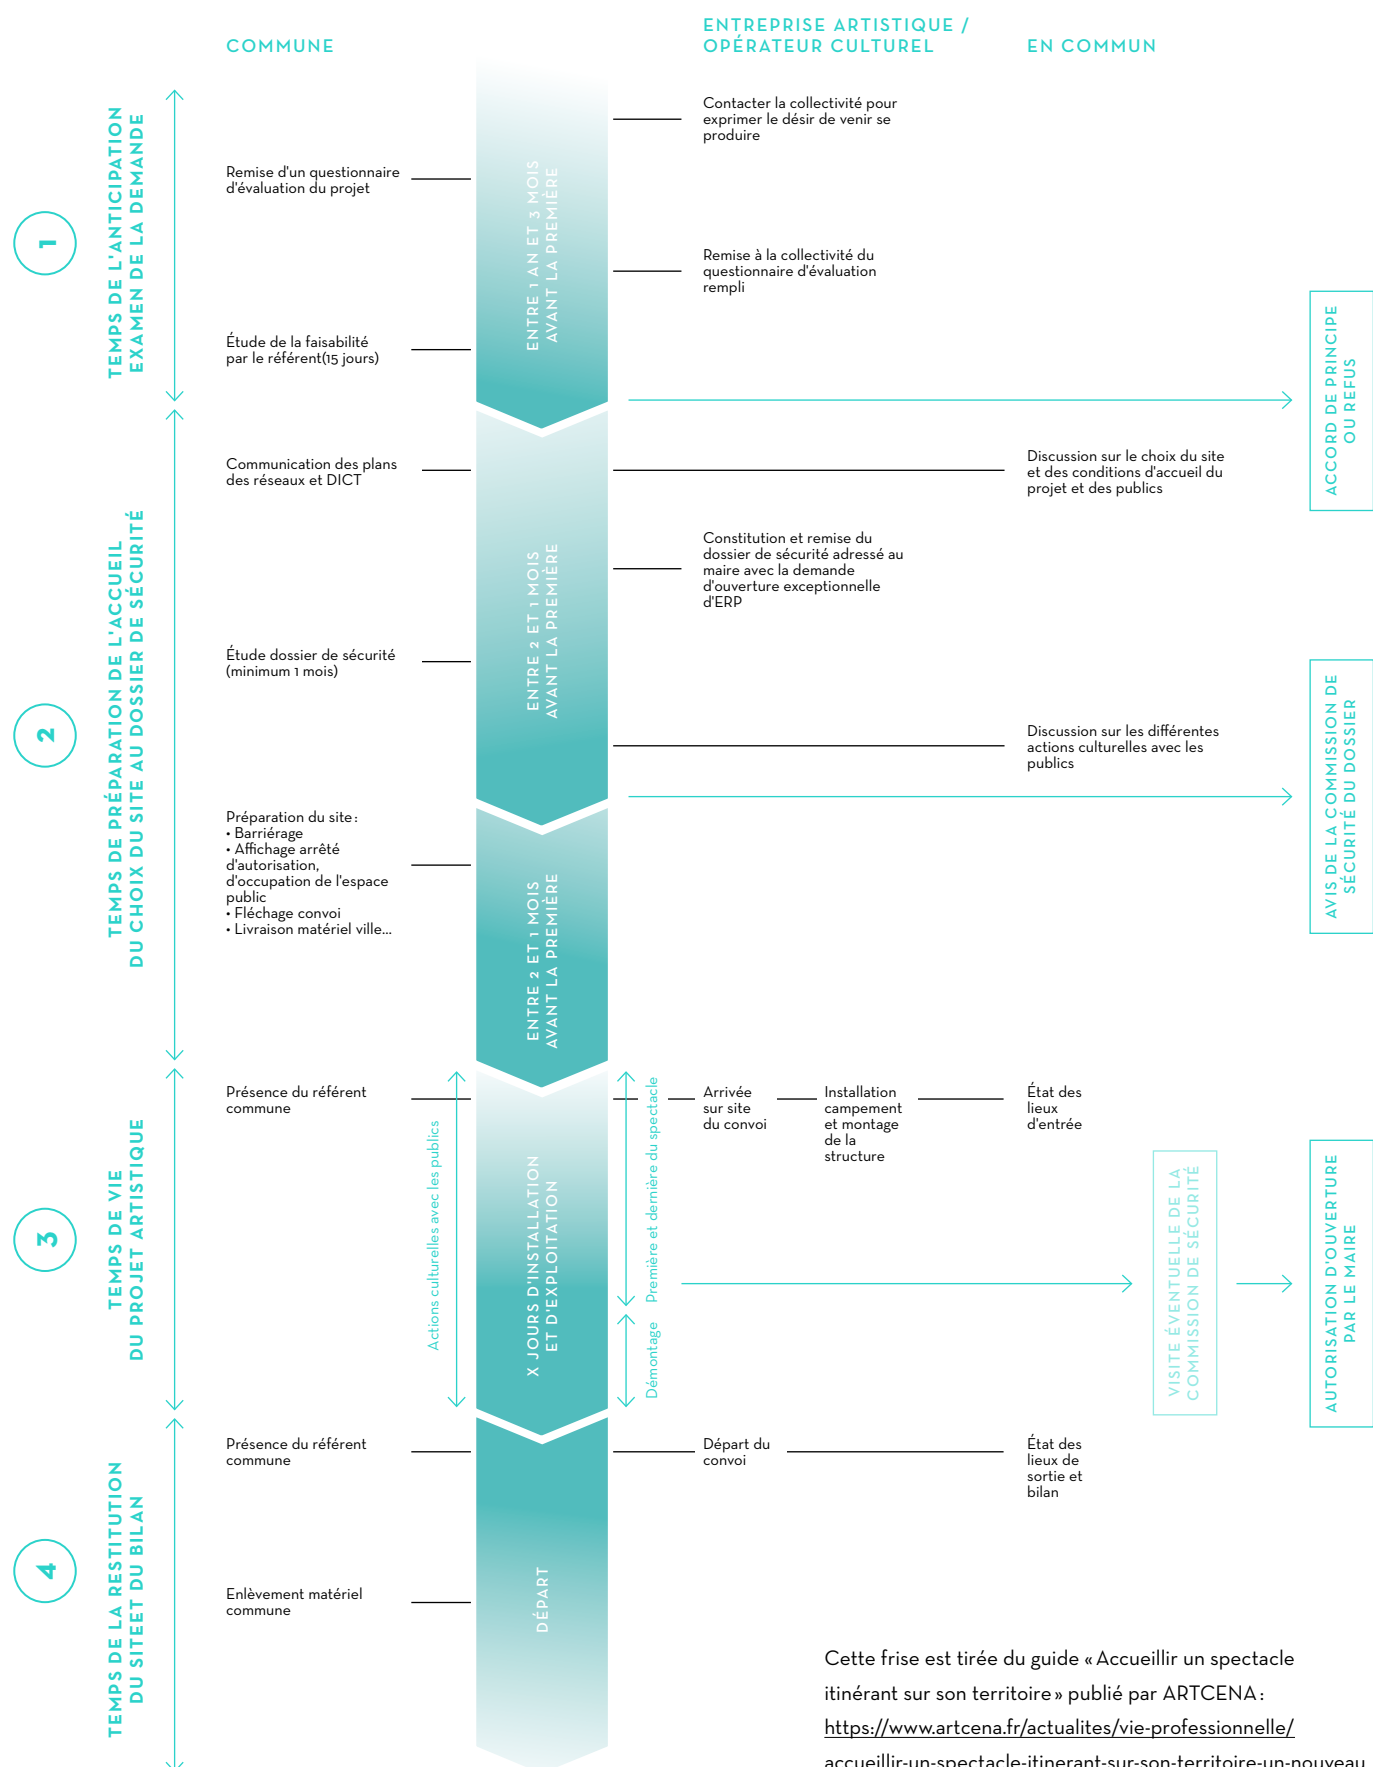 COMMUNE
ENTREPRISE ARTISTIQUE /
OPÉRATEUR CULTUREL
EN COMMUN
1
TEMPS DE L'ANTICIPATION
EXAMEN DE LA DEMANDE
ENTRE 1 AN ET 3 MOIS
AVANT LA PREMIÈRE
Contacter la collectivité pour
exprimer le désir de venir se
produire
Remise d'un questionnaire
d'évaluation du projet
Remise à la collectivité du
questionnaire d'évaluation
rempli
Étude de la faisabilité
par le référent(15 jours)
ACCORD DE PRINCIPE
OU REFUS
2
TEMPS DE PRÉPARATION DE L'ACCUEIL
DU CHOIX DU SITE AU DOSSIER DE SÉCURITÉ
ENTRE 2 ET 1 MOIS
AVANT LA PREMIÈRE
Communication des plans
des réseaux et DICT
Discussion sur le choix du site
et des conditions d'accueil du
projet et des publics
Constitution et remise du
dossier de sécurité adressé au
maire avec la demande
d'ouverture exceptionnelle
d'ERP
Étude dossier de sécurité
(minimum 1 mois)
Discussion sur les différentes
actions culturelles avec les
publics
AVIS DE LA COMMISSION DE
SÉCURITÉ DU DOSSIER
Préparation du site :
• Barriérage
• Affichage arrêté
d'autorisation,
d'occupation de l'espace
public
• Fléchage convoi
• Livraison matériel ville...
ENTRE 2 ET 1 MOIS
AVANT LA PREMIÈRE
3
TEMPS DE VIE
DU PROJET ARTISTIQUE
Présence du référent
commune
Actions culturelles avec les publics
X JOURS D'INSTALLATION
ET D'EXPLOITATION
Première et dernière du spectacle
Démontage
Arrivée
sur site
du convoi
Installation
campement
et montage
de la
structure
État des
lieux
d'entrée
VISITE ÉVENTUELLE DE LA
COMMISSION DE SÉCURITÉ
AUTORISATION D'OUVERTURE
PAR LE MAIRE
4
TEMPS DE LA RESTITUTION
DU SITEET DU BILAN
Présence du référent
commune
Départ du
convoi
État des
lieux de
sortie et
bilan
Enlèvement matériel
commune
DÉPART
Cette frise est tirée du guide « Accueillir un spectacle
itinérant sur son territoire » publié par ARTCENA :
https://www.artcena.fr/actualites/vie-professionnelle/
accueillir-un-spectacle-itinerant-sur-son-territoire-un-nouveau